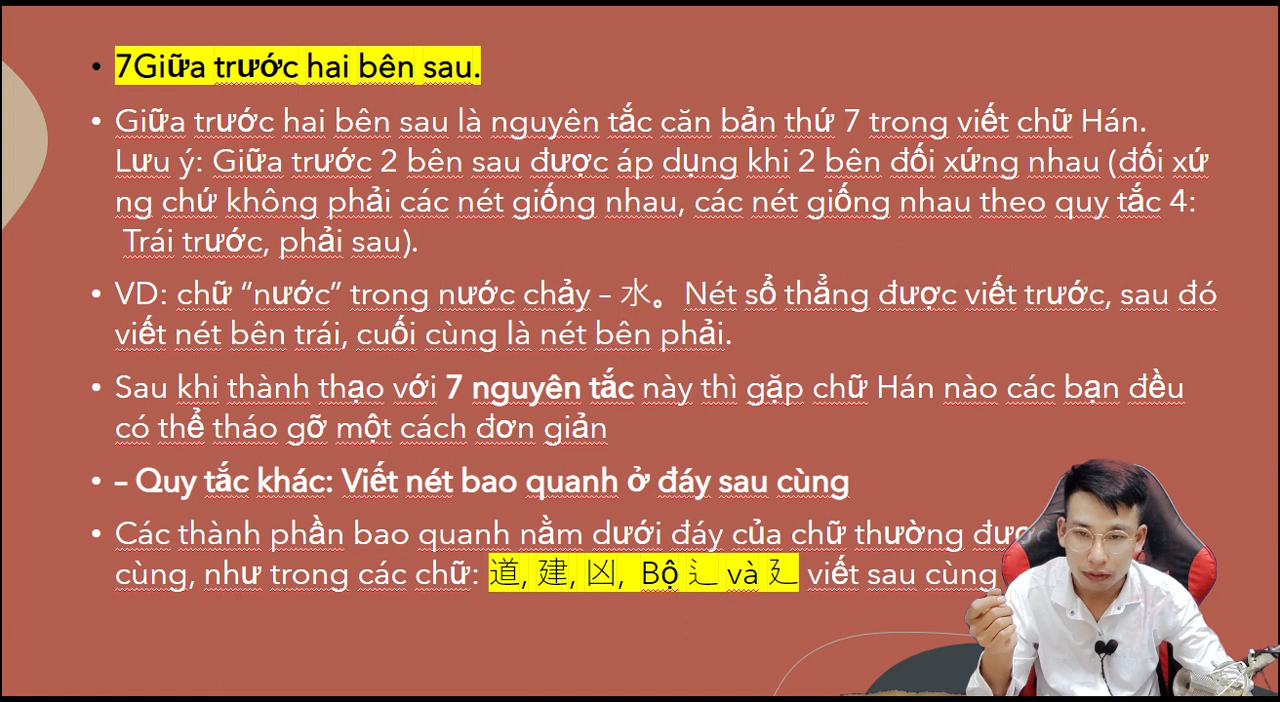 • 7Giữa trước hai bên sau.
• Giữa trước hai bên sau là nguyên tắc căn bản thứ 7 trong viết chữ Hán.
Lưu ý: Giữa trước 2 bên sau được áp dụng khi 2 bên đối xứng nhau (đối xứ
ng chứ không phải các nét giống nhau, các nét giống nhau theo quy tắc 4:
Trái trước, phải sau).
• VD: chữ “nước” trong nước chảy – 水。 Nét sổ thẳng được viết trước, sau đó
viết nét bên trái, cuối cùng là nét bên phải.
• Sau khi thành thạo với 7 nguyên tắc này thì gặp chữ Hán nào các bạn đều
có thể tháo gỡ một cách đơn giản
• – Quy tắc khác: Viết nét bao quanh ở đáy sau cùng
• Các thành phần bao quanh nằm dưới đáy của chữ thường được
cùng, như trong các chữ: 道, 建, 凶, Bộ 辶 và 廴 viết sau cùng